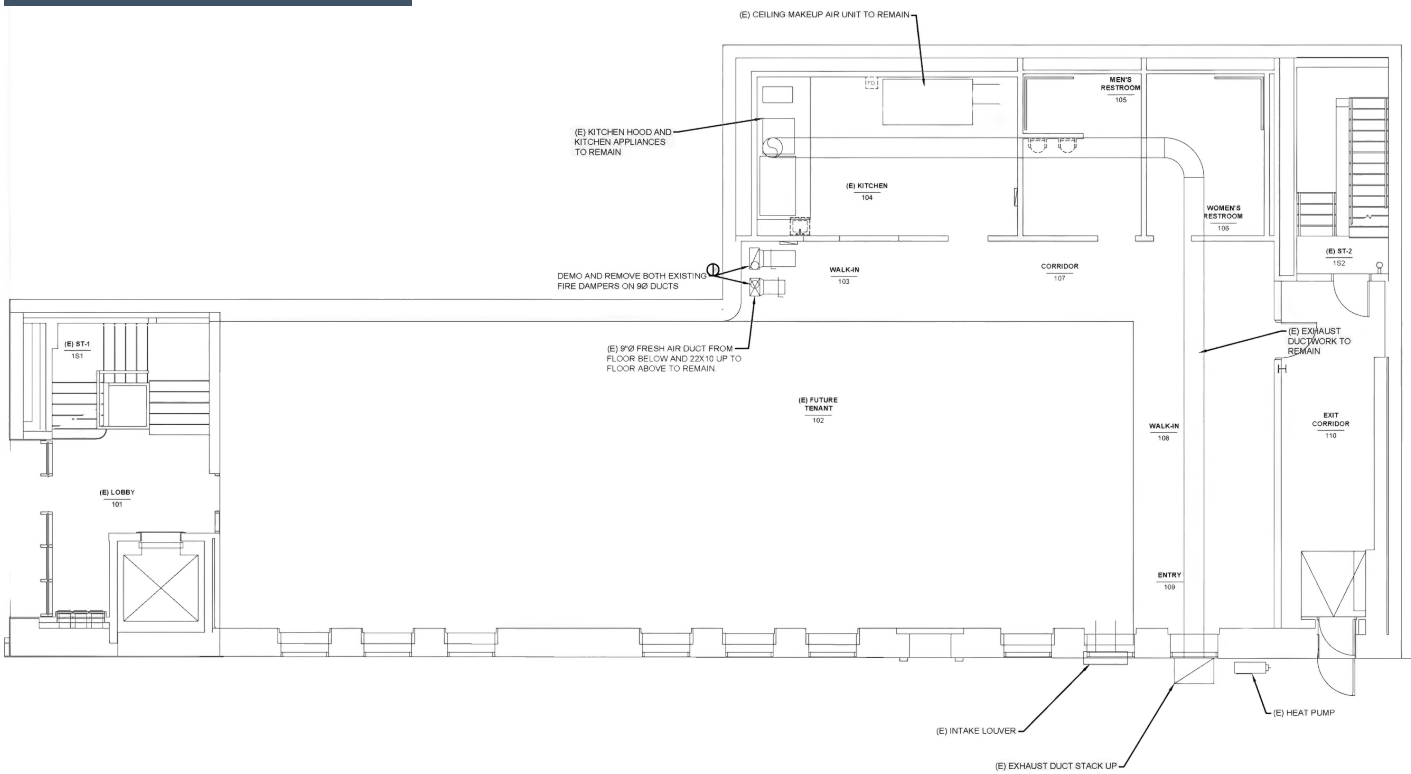 (E) CEILING MAKEUP AIR UNIT TO REMAIN
FD
MEN'S
RESTROOM
105
(E) KITCHEN HOOD AND
KITCHEN APPLIANCES
TO REMAIN
(E) KITCHEN
104
WOMEN'S
RESTROOM
106
(E) ST-2
1S2
DEMO AND REMOVE BOTH EXISTING
FIRE DAMPERS ON 9Ø DUCTS
WALK-IN
103
CORRIDOR
107
(E) ST-1
1S1
(E) 9"Ø FRESH AIR DUCT FROM
FLOOR BELOW AND 22X10 UP TO
FLOOR ABOVE TO REMAIN.
(E) EXHAUST
DUCTWORK TO
REMAIN
(E) FUTURE
TENANT
102
WALK-IN
108
EXIT
CORRIDOR
110
(E) LOBBY
101
ENTRY
109
(E) HEAT PUMP
(E) INTAKE LOUVER
(E) EXHAUST DUCT STACK UP